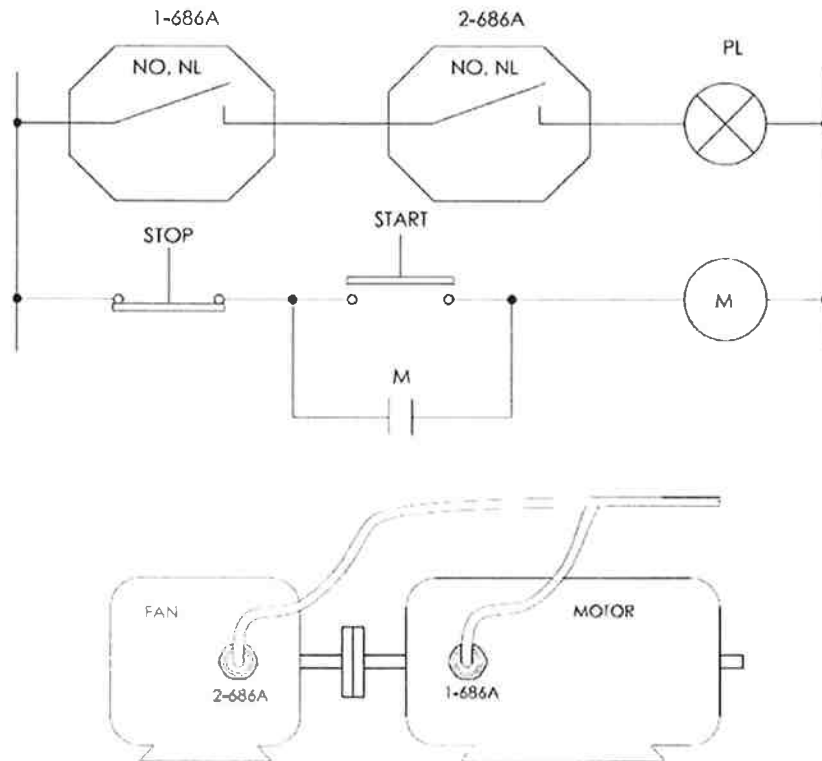 1-686A
2-686A
PL
NO, NL
NO, NL
STOP
START
M
M
FAN
MOTOR
2-686A
1-686A